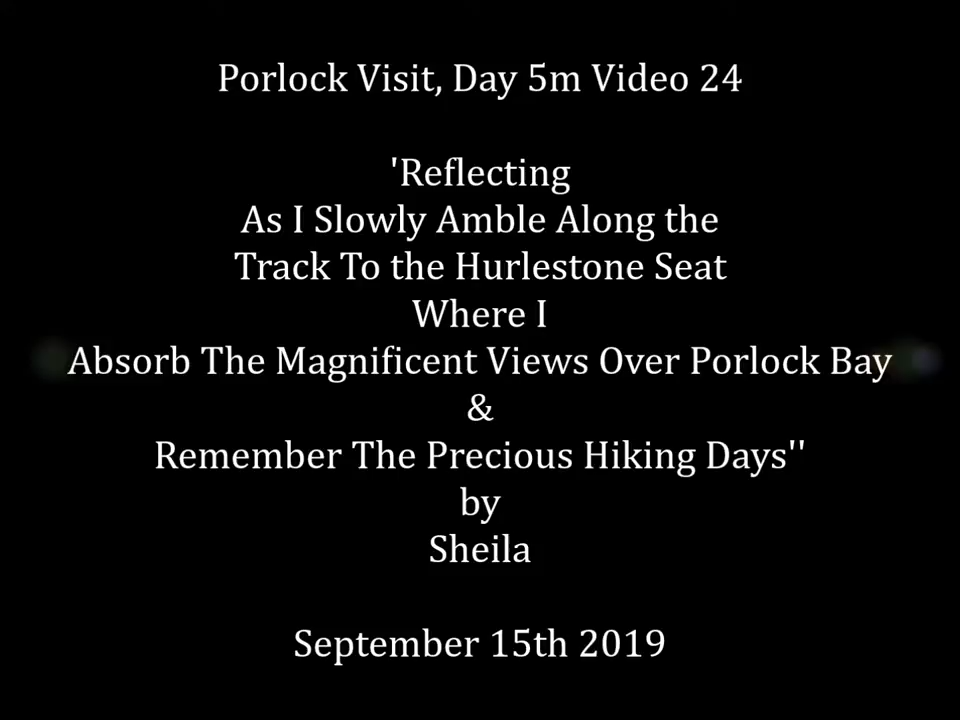 Porlock Visit, Day 5m Video 24
'Reflecting
As I Slowly Amble Along the
Track To the Hurlestone Seat
Where I
Absorb The Magnificent Views Over Porlock Bay
&
Remember The Precious Hiking Days''
by
Sheila
September 15th 2019